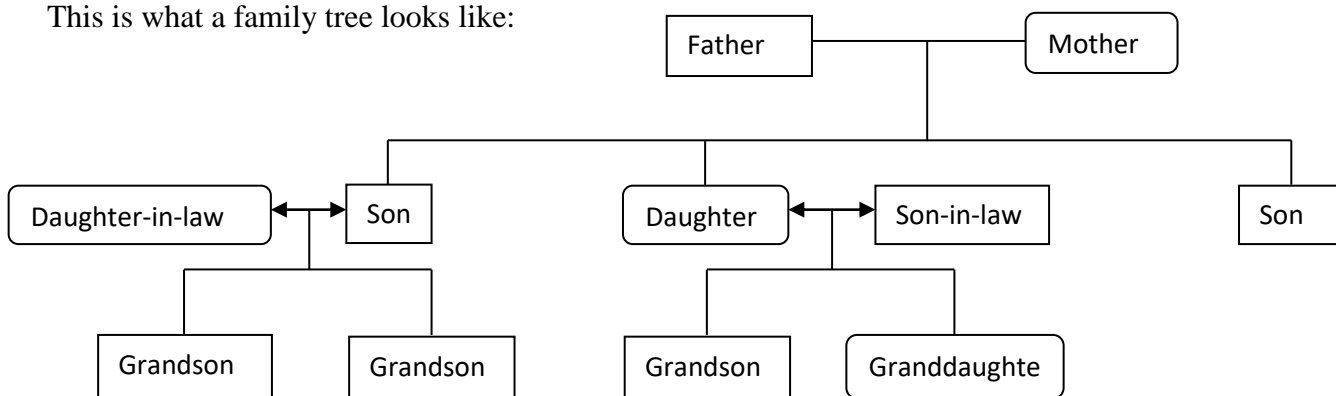 This is what a family tree looks like:
Father
Mother
Daughter-in-law
Son
Daughter
Son-in-law
Son
Grandson
Grandson
Grandson
Granddaughte